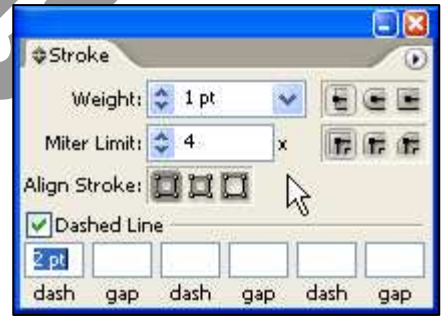 Stroke
Weight: 1 pt
Miter Limit: 4 x
Align Stroke:
Dashed Line
2 pt
dash gap dash gap dash gap